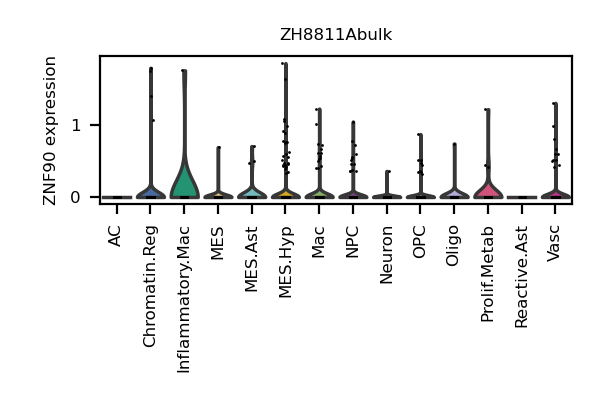 ZH8811Abulk
ZNF90 expression
1
0
AC
Chromatin.Reg
Inflammatory.Mac
MES
MES.Ast
MES.Hyp
Mac
NPC
Neuron
OPC
Oligo
Prolif.Metab
Reactive.Ast
Vasc